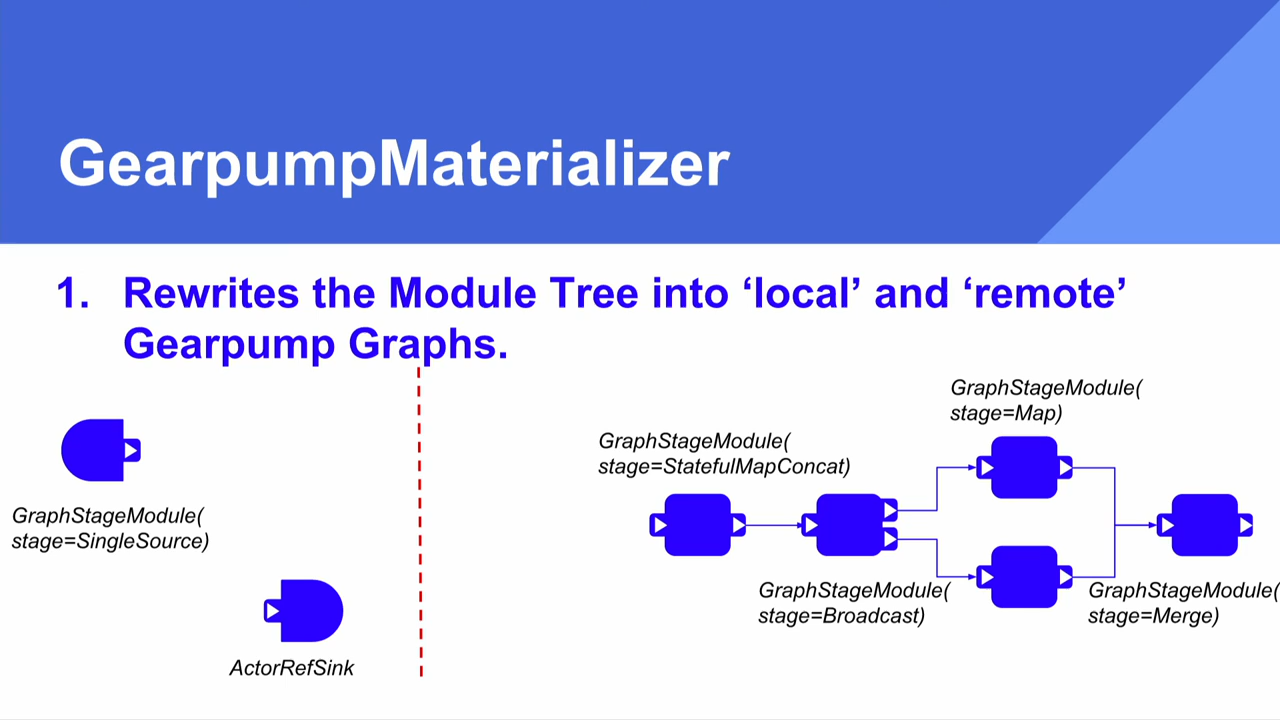 GearpumpMaterializer
1. Rewrites the Module Tree into ‘local’ and ‘remote’
Gearpump Graphs.
GraphStageModule(
stage=SingleSource)
ActorRefSink
GraphStageModule(
stage=StatefulMapConcat)
GraphStageModule(
stage=Broadcast)
GraphStageModule(
stage=Map)
GraphStageModule(
stage=Merge)